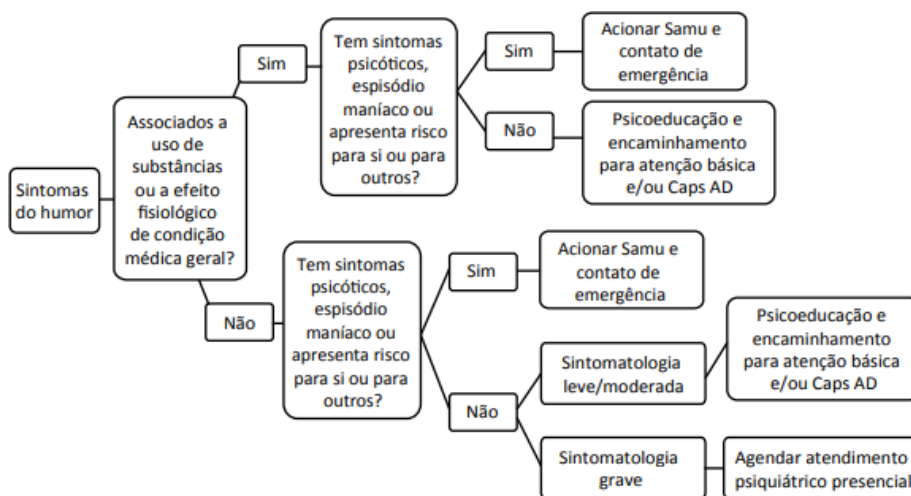 Sintomas
do humor
Associados a
uso de
substâncias
ou a efeito
fisiológico
de condição
médica geral?
Sim
Tem sintomas
psicóticos,
espisódio
maníaco ou
apresenta risco
para si ou para
outros?
Sim
Acionar Samu e
contato de
emergência
Não
Psicoeducação e
encaminhamento
para atenção básica
e/ou Caps AD
Não
Tem sintomas
psicóticos,
espisódio
maníaco ou
apresenta risco
para si ou para
outros?
Sim
Acionar Samu e
contato de
emergência
Não
Sintomatologia
leve/moderada
Psicoeducação e
encaminhamento
para atenção básica
e/ou Caps AD
Sintomatologia
grave
Agendar atendimento
psiquiátrico presencial